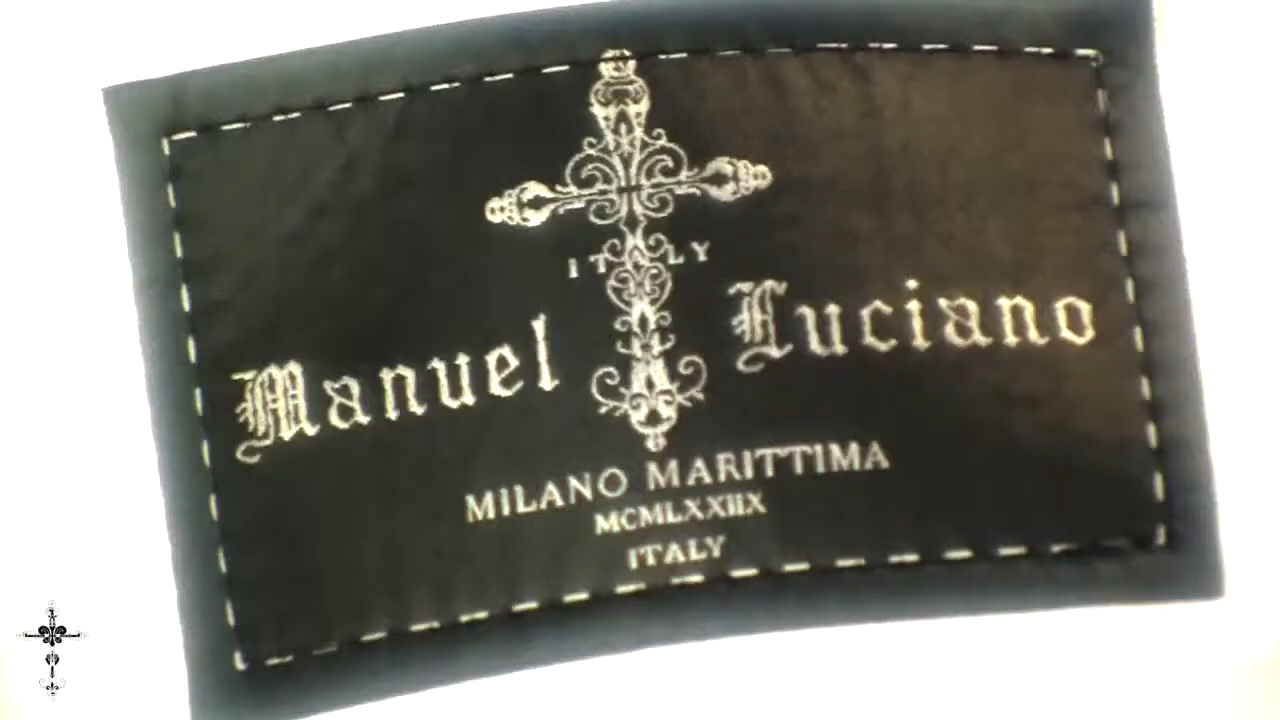 ITALY
Manuel Luciano
MILANO MARITTIMA
MCMLXXIIX
ITALY